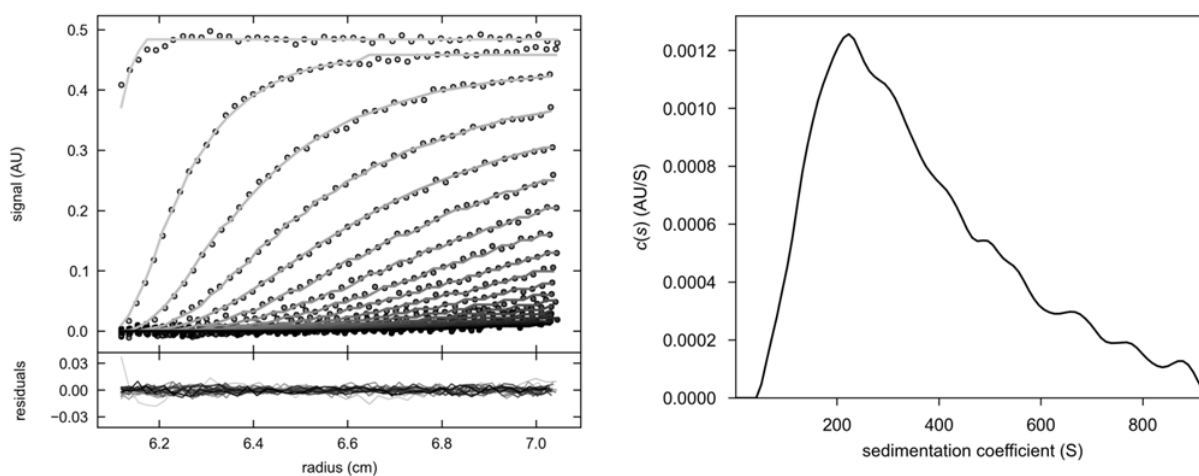 0.5
0.4
0.3
0.2
0.1
0.0
signal (AU)
0.03
0.00
−0.03
residuals
6.2 6.4 6.6 6.8 7.0
radius (cm)
0.0012
0.0010
0.0008
0.0006
0.0004
0.0002
0.0000
c(s) (AU/S)
200 400 600 800
sedimentation coefficient (S)